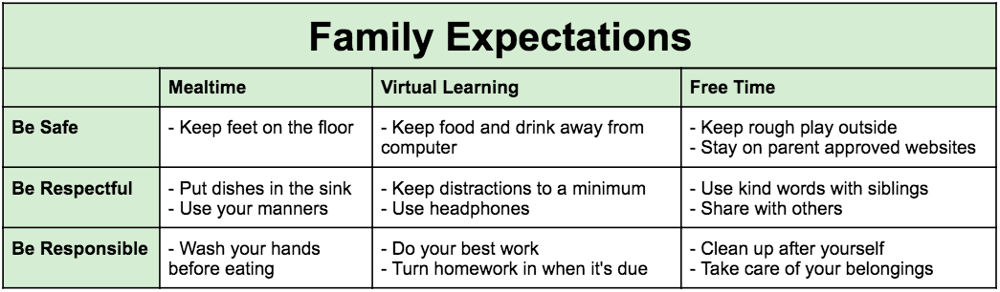 Family Expectations
Mealtime
Virtual Learning
Free Time
Be Safe
- Keep feet on the floor
- Keep food and drink away from
computer
- Keep rough play outside
- Stay on parent approved websites
Be Respectful
- Put dishes in the sink
- Use your manners
- Keep distractions to a minimum
- Use headphones
- Use kind words with siblings
- Share with others
Be Responsible
- Wash your hands
before eating
- Do your best work
- Turn homework in when it's due
- Clean up after yourself
- Take care of your belongings